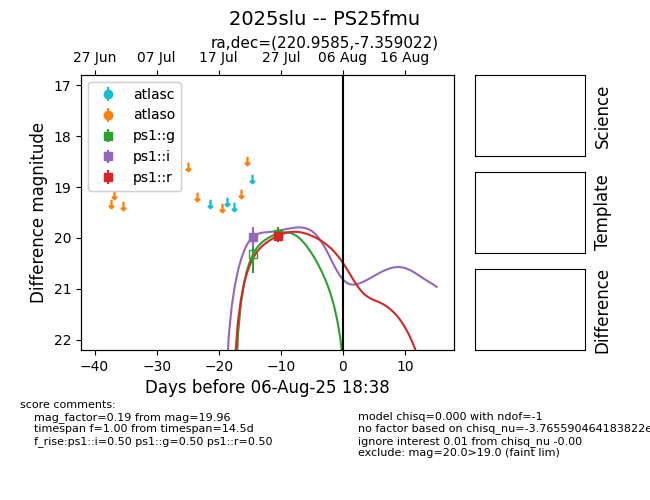 2025slu -- PS25fmu
ra,dec=(220.9585,-7.359022)
27 Jun 07 Jul 17 Jul 27 Jul 06 Aug 16 Aug
atlasc
atlaso
ps1::g
ps1::i
ps1::r
Difference magnitude
17
18
19
20
21
22
−40 −30 −20 −10 0 10
Days before 06-Aug-25 18:38
Science
Template
Difference
score comments:
mag_factor=0.19 from mag=19.96
timespan f=1.00 from timespan=14.5d
f_rise:ps1::i=0.50 ps1::g=0.50 ps1::r=0.50
model chisq=0.000 with ndof=-1
no factor based on chisq_nu=-3.765590464183822e
ignore interest 0.01 from chisq_nu -0.00
exclude: mag=20.0>19.0 (faint lim)